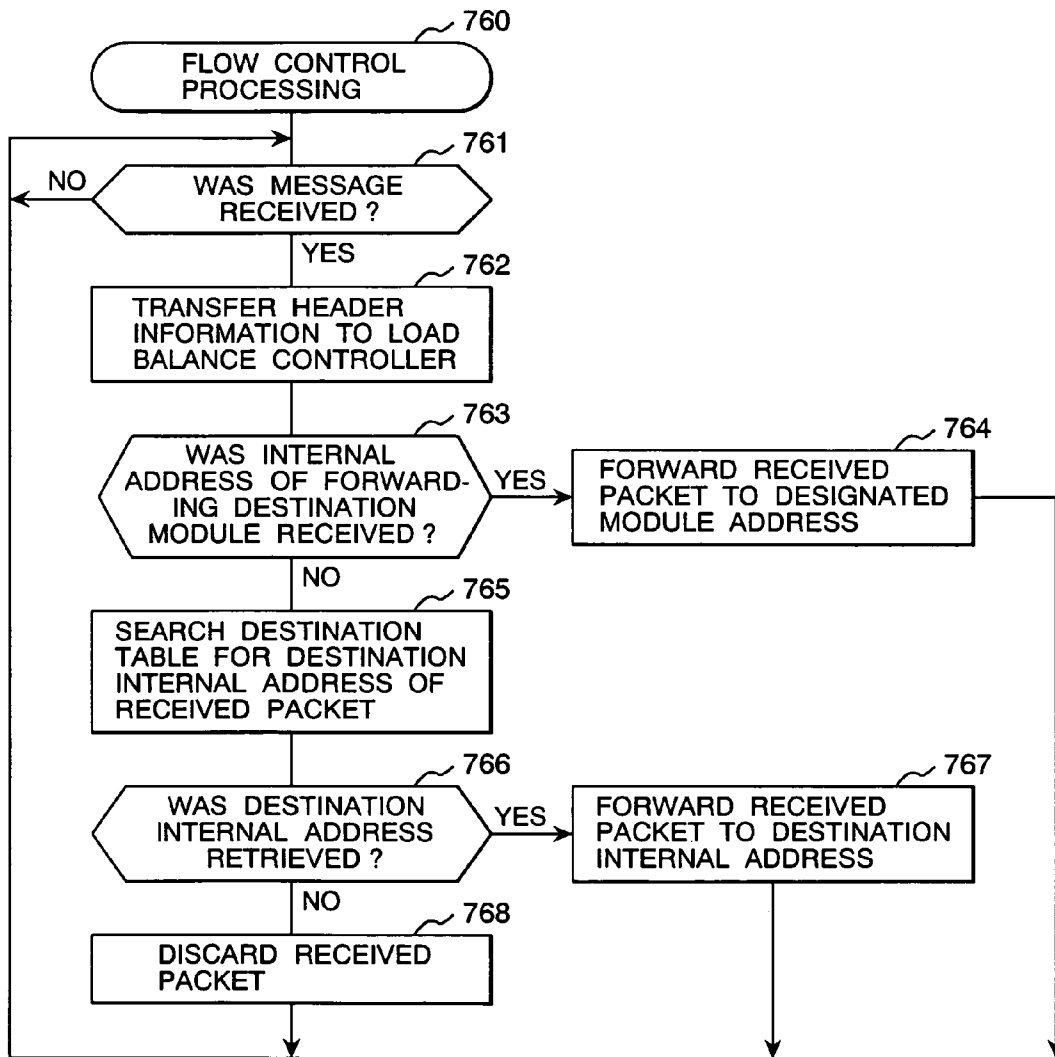 760
FLOW CONTROL
PROCESSING
761
NO
WAS MESSAGE
RECEIVED ?
YES
762
TRANSFER HEADER
INFORMATION TO LOAD
BALANCE CONTROLLER
763
WAS INTERNAL
ADDRESS OF FORWARD-
ING DESTINATION
MODULE RECEIVED ?
YES
764
FORWARD RECEIVED
PACKET TO DESIGNATED
MODULE ADDRESS
NO
765
SEARCH DESTINATION
TABLE FOR DESTINATION
INTERNAL ADDRESS OF
RECEIVED PACKET
766
WAS DESTINATION
INTERNAL ADDRESS
RETRIEVED ?
YES
767
FORWARD RECEIVED
PACKET TO DESTINATION
INTERNAL ADDRESS
NO
768
DISCARD RECEIVED
PACKET